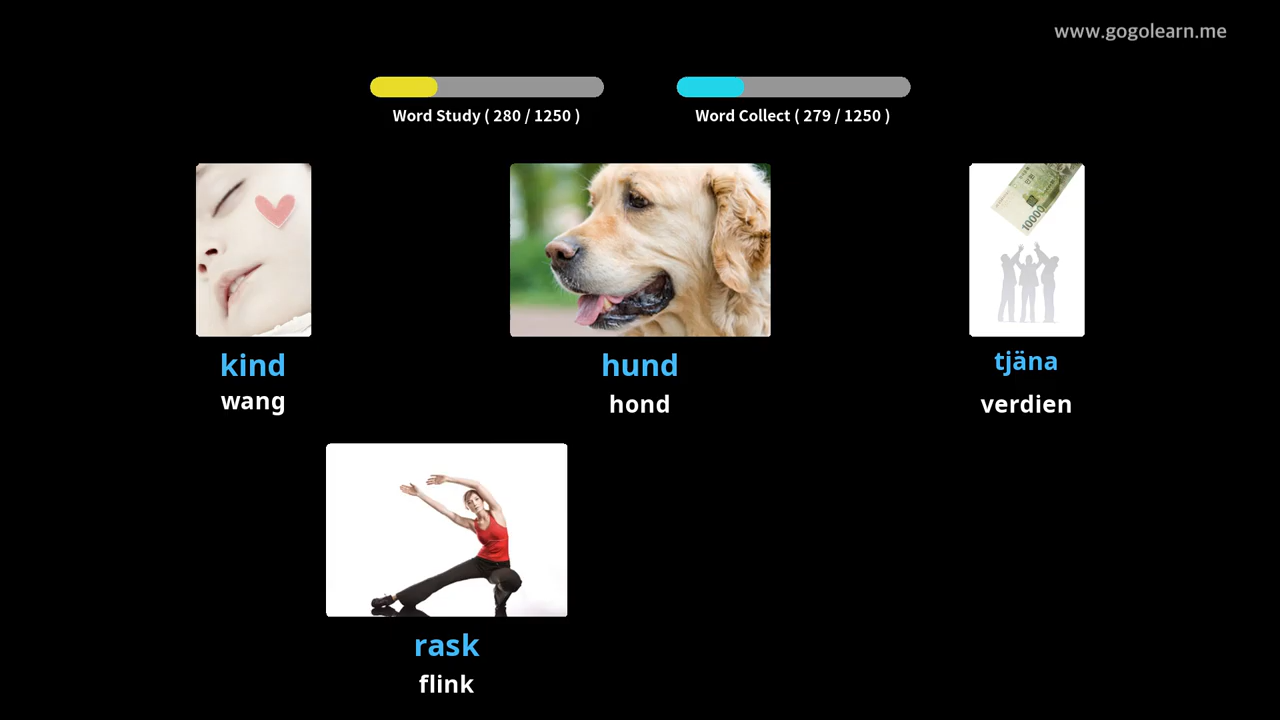 www.gogolearn.me
Word Study ( 280 / 1250 )
Word Collect ( 279 / 1250 )
10000
kind
wang
hund
hond
tjäna
verdien
rask
flink